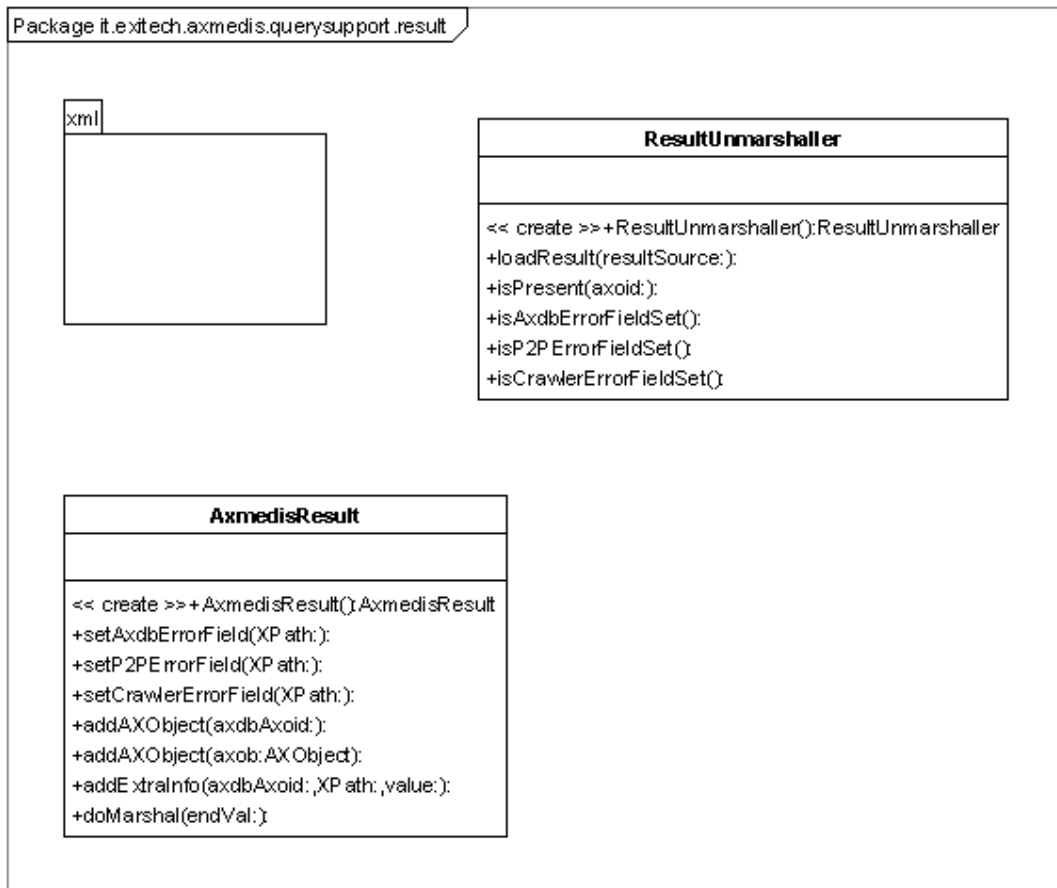 Package it.exitech.axmedis.querysupport.result
xml
ResultUnmarshaller
<< create >>+ResultUnmarshaller():ResultUnmarshaller
+loadResult(resultSource:):
+isPresent(axoid:):
+isAxdbErrorFieldSet():
+isP2PErrorFieldSet():
+isCrawlerErrorFieldSet():
AxmedisResult
<< create >>+AxmedisResult():AxmedisResult
+setAxdbErrorField(XPath:):
+setP2PErrorField(XPath:):
+setCrawlerErrorField(XPath:):
+addAXObject(axdbAxoid:):
+addAXObject(axob:AXObject):
+addExtraInfo(axdbAxoid:,XPath:,value:):
+doMarshal(endVal:):